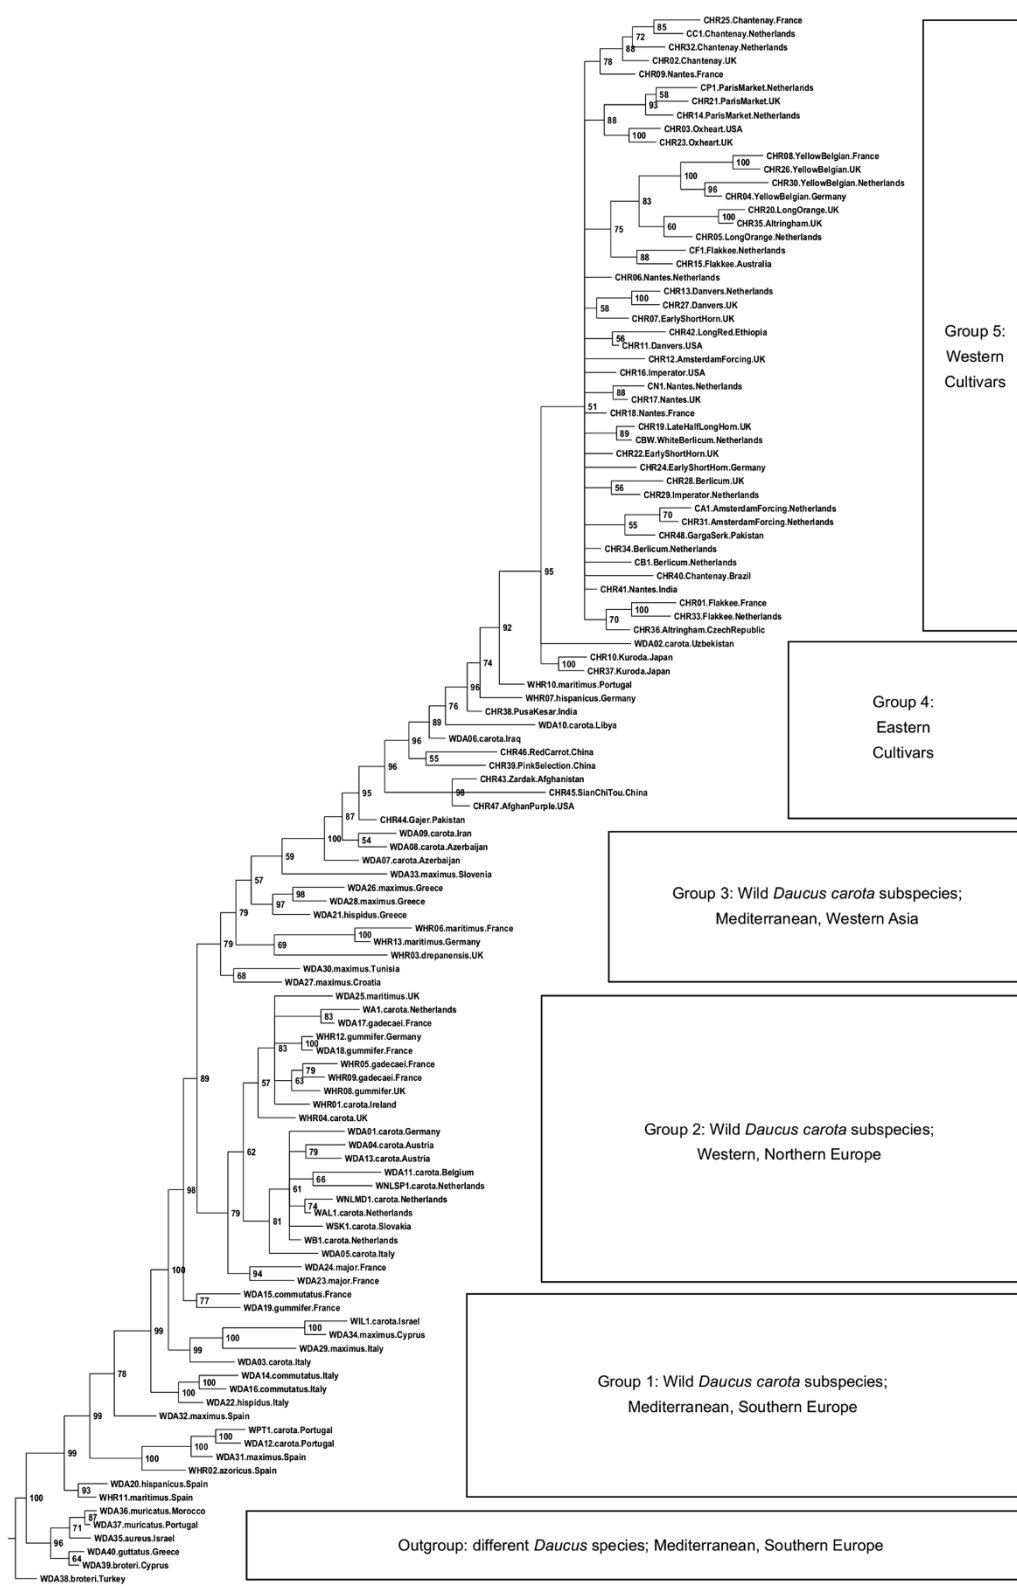 CHR25.Chantenay.France
85
CC1.Chantenay.Netherlands
72
CHR32.Chantenay.Netherlands
88
CHR02.Chantenay.UK
78
CHR09.Nantes.France
CP1.ParisMarket.Netherlands
58
CHR21.ParisMarket.UK
93
CHR14.ParisMarket.Netherlands
88
CHR03.Oxheart.USA
100
CHR23.Oxheart.UK
CHR08.YellowBelgian.France
100
CHR26.YellowBelgian.UK
100
CHR30.YellowBelgian.Netherlands
96
CHR04.YellowBelgian.Germany
83
CHR20.LongOrange.UK
100
CHR35.Altringham.UK
60
CHR05.LongOrange.Netherlands
75
CF1.Flakkee.Netherlands
88
CHR15.Flakkee.Australia
CHR06.Nantes.Netherlands
CHR13.Danvers.Netherlands
100
CHR27.Danvers.UK
58
CHR07.EarlyShortHorn.UK
CHR42.LongRed.Ethiopia
56
CHR11.Danvers.USA
CHR12.AmsterdamForcing.UK
CHR16.Imperator.USA
CN1.Nantes.Netherlands
88
CHR17.Nantes.UK
51
CHR18.Nantes.France
CHR19.LateHalfLongHorn.UK
89
CBW.WhiteBerlicum.Netherlands
CHR22.EarlyShortHorn.UK
CHR24.EarlyShortHorn.Germany
CHR28.Berlicum.UK
56
CHR29.Imperator.Netherlands
CA1.AmsterdamForcing.Netherlands
70
CHR31.AmsterdamForcing.Netherlands
55
CHR48.GargaSerk.Pakistan
CHR34.Berlicum.Netherlands
CB1.Berlicum.Netherlands
95
CHR40.Chantenay.Brazil
CHR41.Nantes.India
CHR01.Flakkee.France
100
CHR33.Flakkee.Netherlands
70
CHR36.Altringham.CzechRepublic
92
WDA02.carota.Uzbekistan
CHR10.Kuroda.Japan
100
CHR37.Kuroda.Japan
74
WHR10.maritimus.Portugal
96
WHR07.hispanicus.Germany
76
CHR38.PusaKesar.India
89
WDA10.carota.Libya
96
WDA06.carota.Iraq
CHR46.RedCarrot.China
55
CHR39.PinkSelection.China
96
CHR43.Zardak.Afghanistan
98
CHR45.SianChiTou.China
95
CHR47.AfghanPurple.USA
87
CHR44.Gajer.Pakistan
WDA09.carota.Iran
100
54
WDA08.carota.Azerbaijan
59
WDA07.carota.Azerbaijan
WDA33.maximus.Slovenia
57
WDA26.maximus.Greece
98
WDA28.maximus.Greece
97
WDA21.hispidus.Greece
79
WHR06.maritimus.France
100
WHR13.maritimus.Germany
79
69
WHR03.drepanensis.UK
WDA30.maximus.Tunisia
68
WDA27.maximus.Croatia
WDA25.maritimus.UK
WA1.carota.Netherlands
83
WDA17.gadecaei.France
WHR12.gummifer.Germany
100
83
WDA18.gummifer.France
WHR05.gadecaei.France
79
WHR09.gadecaei.France
89
57
63
WHR08.gummifer.UK
WHR01.carota.Ireland
WHR04.carota.UK
WDA01.carota.Germany
WDA04.carota.Austria
62
79
WDA13.carota.Austria
WDA11.carota.Belgium
66
WNLSP1.carota.Netherlands
61
98
WNLMD1.carota.Netherlands
74
79
WAL1.carota.Netherlands
81
WSK1.carota.Slovakia
WB1.carota.Netherlands
WDA05.carota.Italy
WDA24.major.France
100
94
WDA23.major.France
WDA15.commutatus.France
77
WDA19.gummifer.France
WIL1.carota.Israel
100
99
WDA34.maximus.Cyprus
100
WDA29.maximus.Italy
99
WDA03.carota.Italy
78
WDA14.commutatus.Italy
100
WDA16.commutatus.Italy
100
WDA22.hispidus.Italy
99
WDA32.maximus.Spain
WPT1.carota.Portugal
100
WDA12.carota.Portugal
100
99
WDA31.maximus.Spain
100
WHR02.azoricus.Spain
WDA20.hispanicus.Spain
93
100
WHR11.maritimus.Spain
WDA36.muricatus.Morocco
87
WDA37.muricatus.Portugal
71
WDA35.aureus.Israel
96
WDA40.guttatus.Greece
64
WDA39.broteri.Cyprus
WDA38.broteri.Turkey
Group 5:
Western
Cultivars
Group 4:
Eastern
Cultivars
Group 3: Wild Daucus carota subspecies;
Mediterranean, Western Asia
Group 2: Wild Daucus carota subspecies;
Western, Northern Europe
Group 1: Wild Daucus carota subspecies;
Mediterranean, Southern Europe
Outgroup: different Daucus species; Mediterranean, Southern Europe